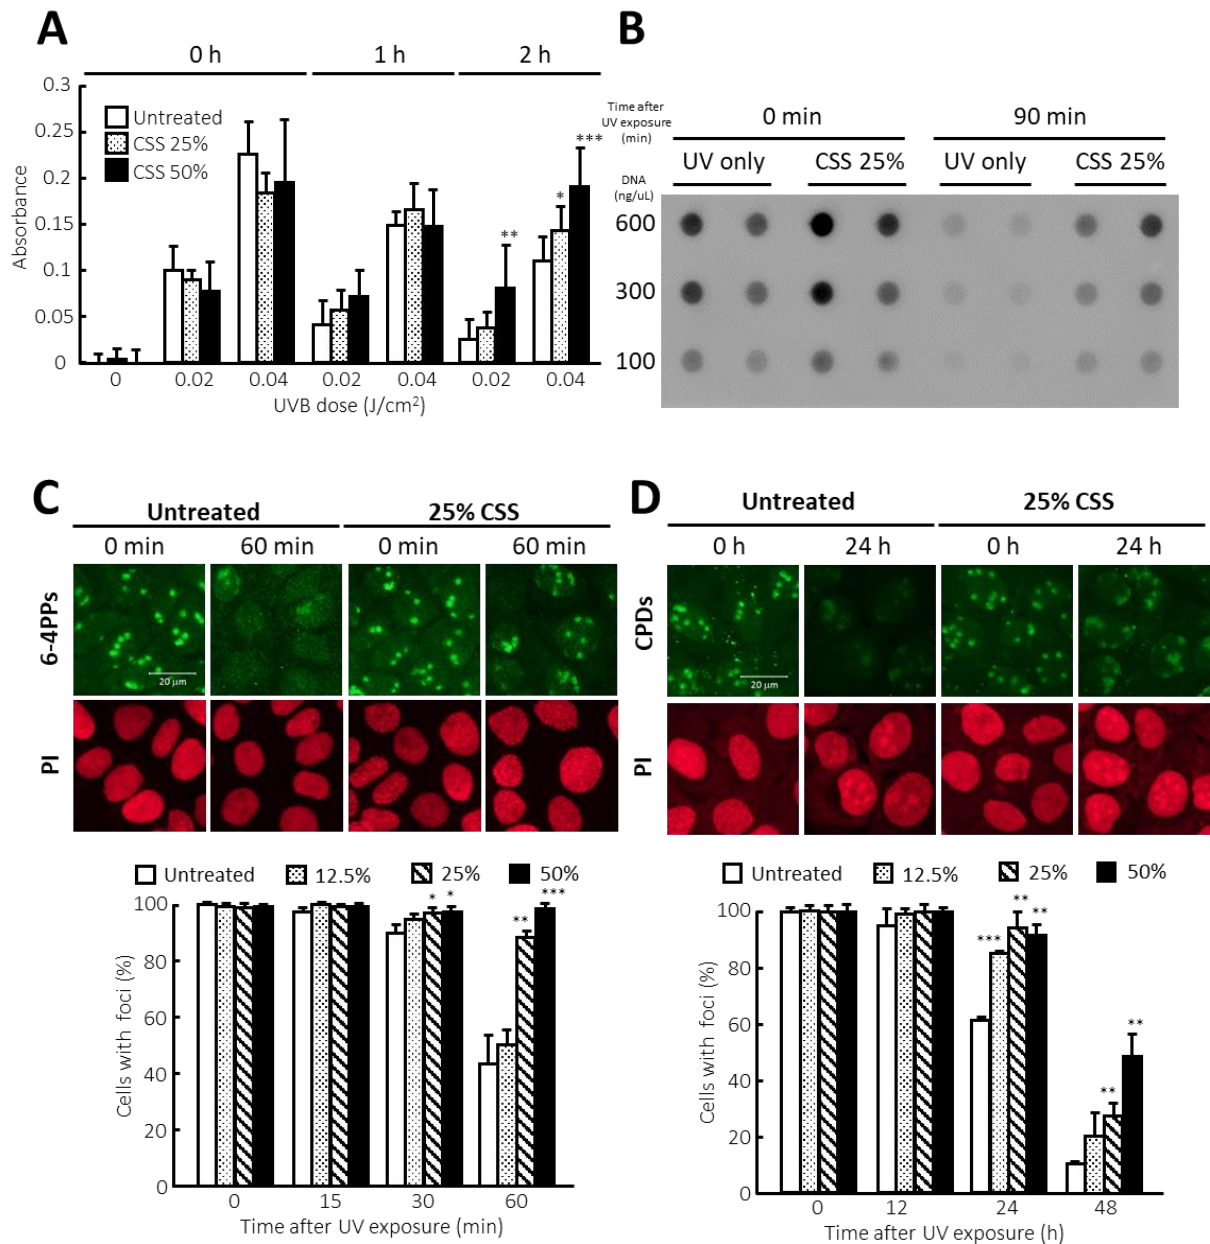 A
0 h 1 h 2 h
0.3
0.25
0.2
0.15
0.1
0.05
0
Absorbance
Untreated
CSS 25%
CSS 50%
* ** ***
0 0.02 0.04 0.02 0.04 0.02 0.04
UVB dose (J/cm²)
B
Time after
UV exposure
(min)
0 min 90 min
UV only CSS 25% UV only CSS 25%
DNA
(ng/uL)
600
300
100
C
Untreated 25% CSS
0 min 60 min 0 min 60 min
6-4PPs
20 μm
PI
Untreated 12.5% 25% 50%
* * ** ***
100
80
60
40
20
0
Cells with foci (%)
0 15 30 60
Time after UV exposure (min)
D
Untreated 25% CSS
0 h 24 h 0 h 24 h
CPDs
20 μm
PI
Untreated 12.5% 25% 50%
*** ** ** ** **
100
80
60
40
20
0
Cells with foci (%)
0 12 24 48
Time after UV exposure (h)